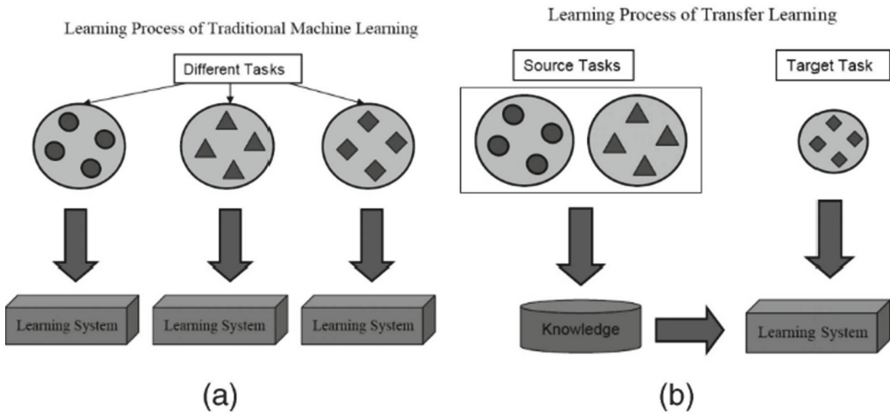 Learning Process of Traditional Machine Learning
Different Tasks
Learning System
Learning System
Learning System
(a)
Learning Process of Transfer Learning
Source Tasks
Target Task
Knowledge
Learning System
(b)